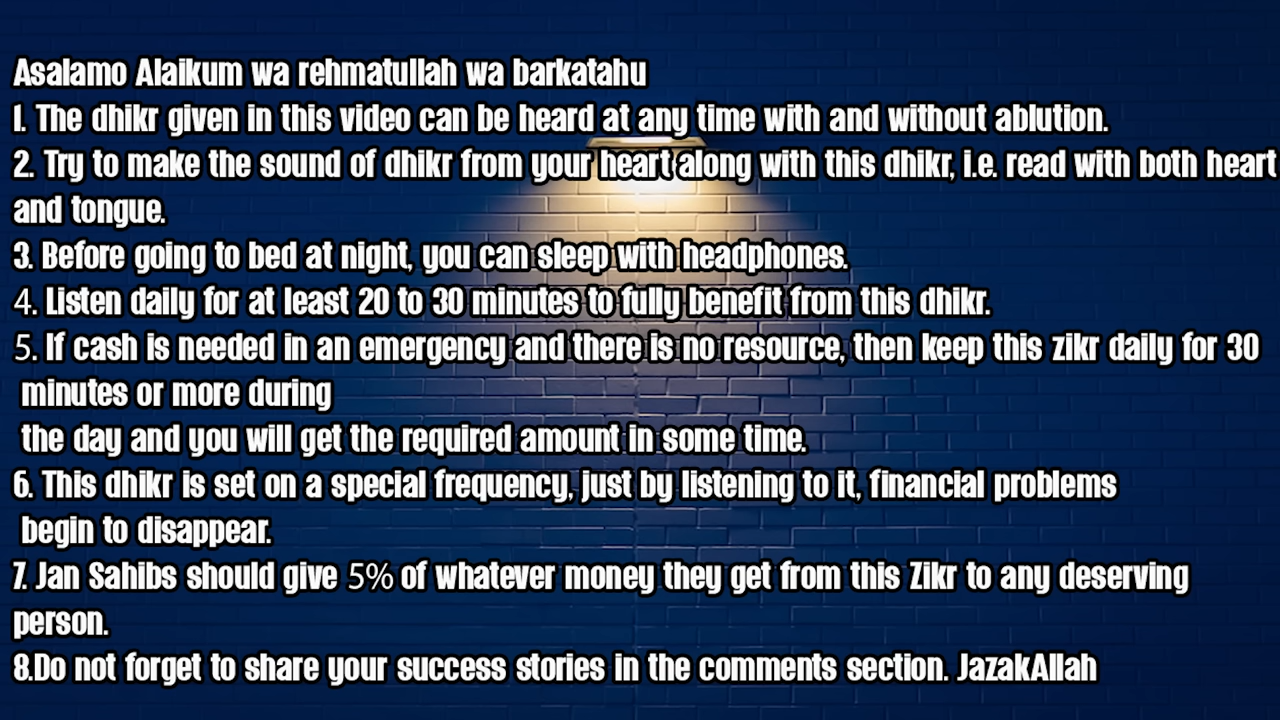 Asalamo Alaikum wa rehmatullah wa barkatahu
1. The dhikr given in this video can be heard at any time with and without ablution.
2. Try to make the sound of dhikr from your heart along with this dhikr, i.e. read with both heart
and tongue.
3. Before going to bed at night, you can sleep with headphones.
4. Listen daily for at least 20 to 30 minutes to fully benefit from this dhikr.
5. If cash is needed in an emergency and there is no resource, then keep this zikr daily for 30
minutes or more during
the day and you will get the required amount in some time.
6. This dhikr is set on a special frequency, just by listening to it, financial problems
begin to disappear.
7. Jan Sahibs should give 5% of whatever money they get from this Zikr to any deserving
person.
8.Do not forget to share your success stories in the comments section. JazakAllah